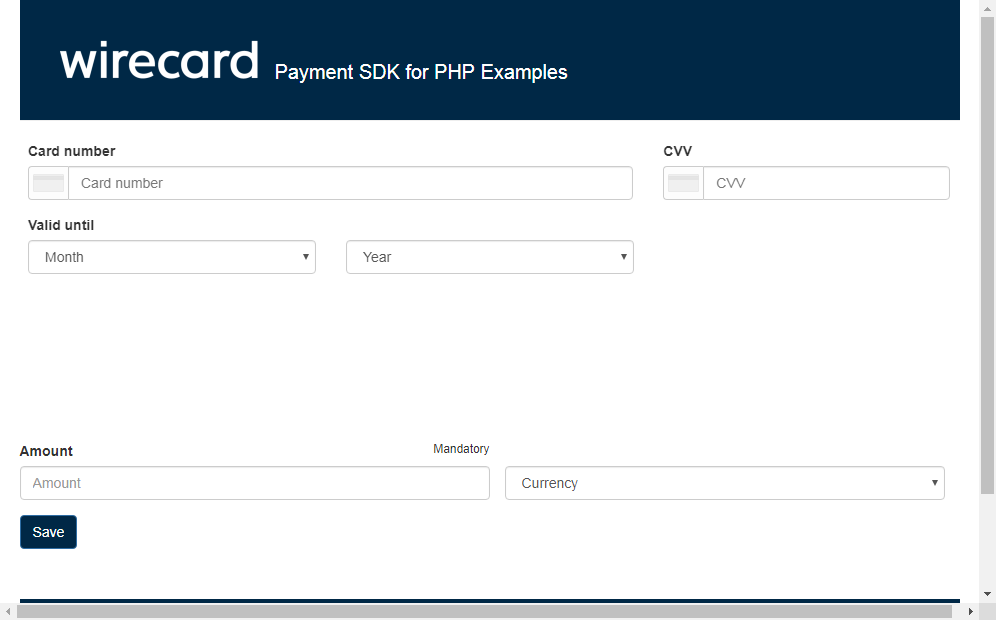 wirecard Payment SDK for PHP Examples
Card number CVV
Card number CVV
Valid until
Month Year
Amount Mandatory
Amount Currency
Save